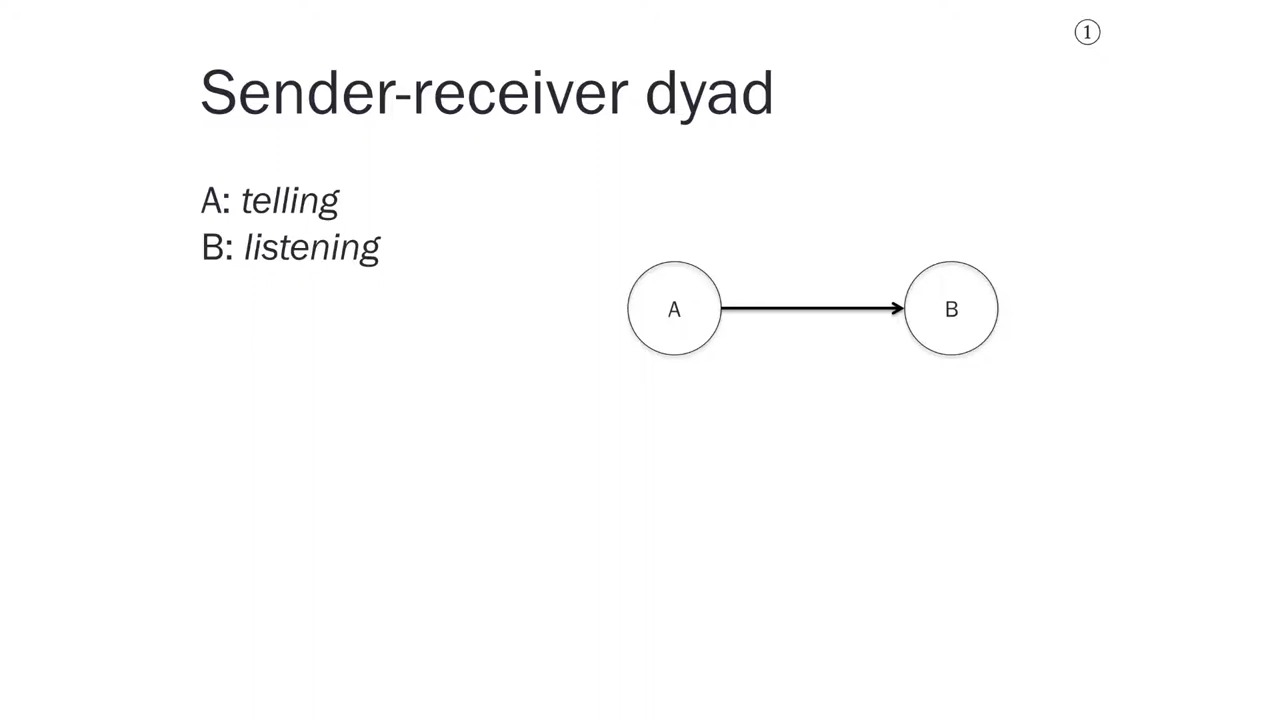 ①
Sender-receiver dyad
A: telling
B: listening
A
B